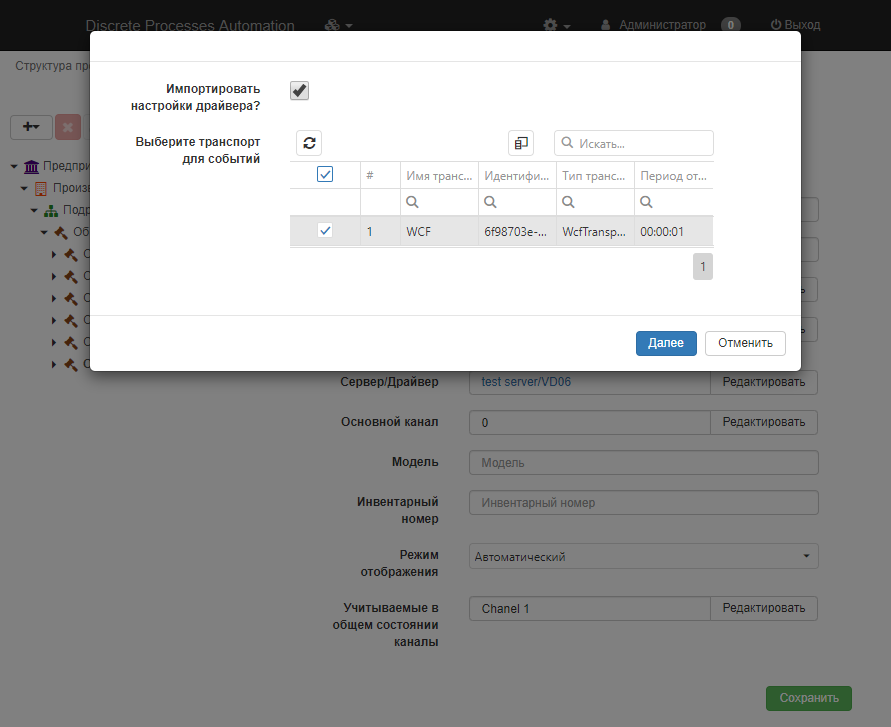 Discrete Processes Automation
Администратор
0
Выход
Структура пр
Импортировать
настройки драйвера?
Выберите транспорт
для событий
Искать...
#
Имя транс...
Идентифи...
Тип транс...
Период от...
1
WCF
6f98703e-...
WcfTransp...
00:00:01
1
Далее
Отменить
Предпри
Произв
Подр
Об
Сервер/Драйвер
test server/VD06
Редактировать
Основной канал
0
Редактировать
Модель
Модель
Инвентарный
номер
Инвентарный номер
Режим
отображения
Автоматический
Учитываемые в
общем состоянии
каналы
Chanel 1
Редактировать
Сохранить